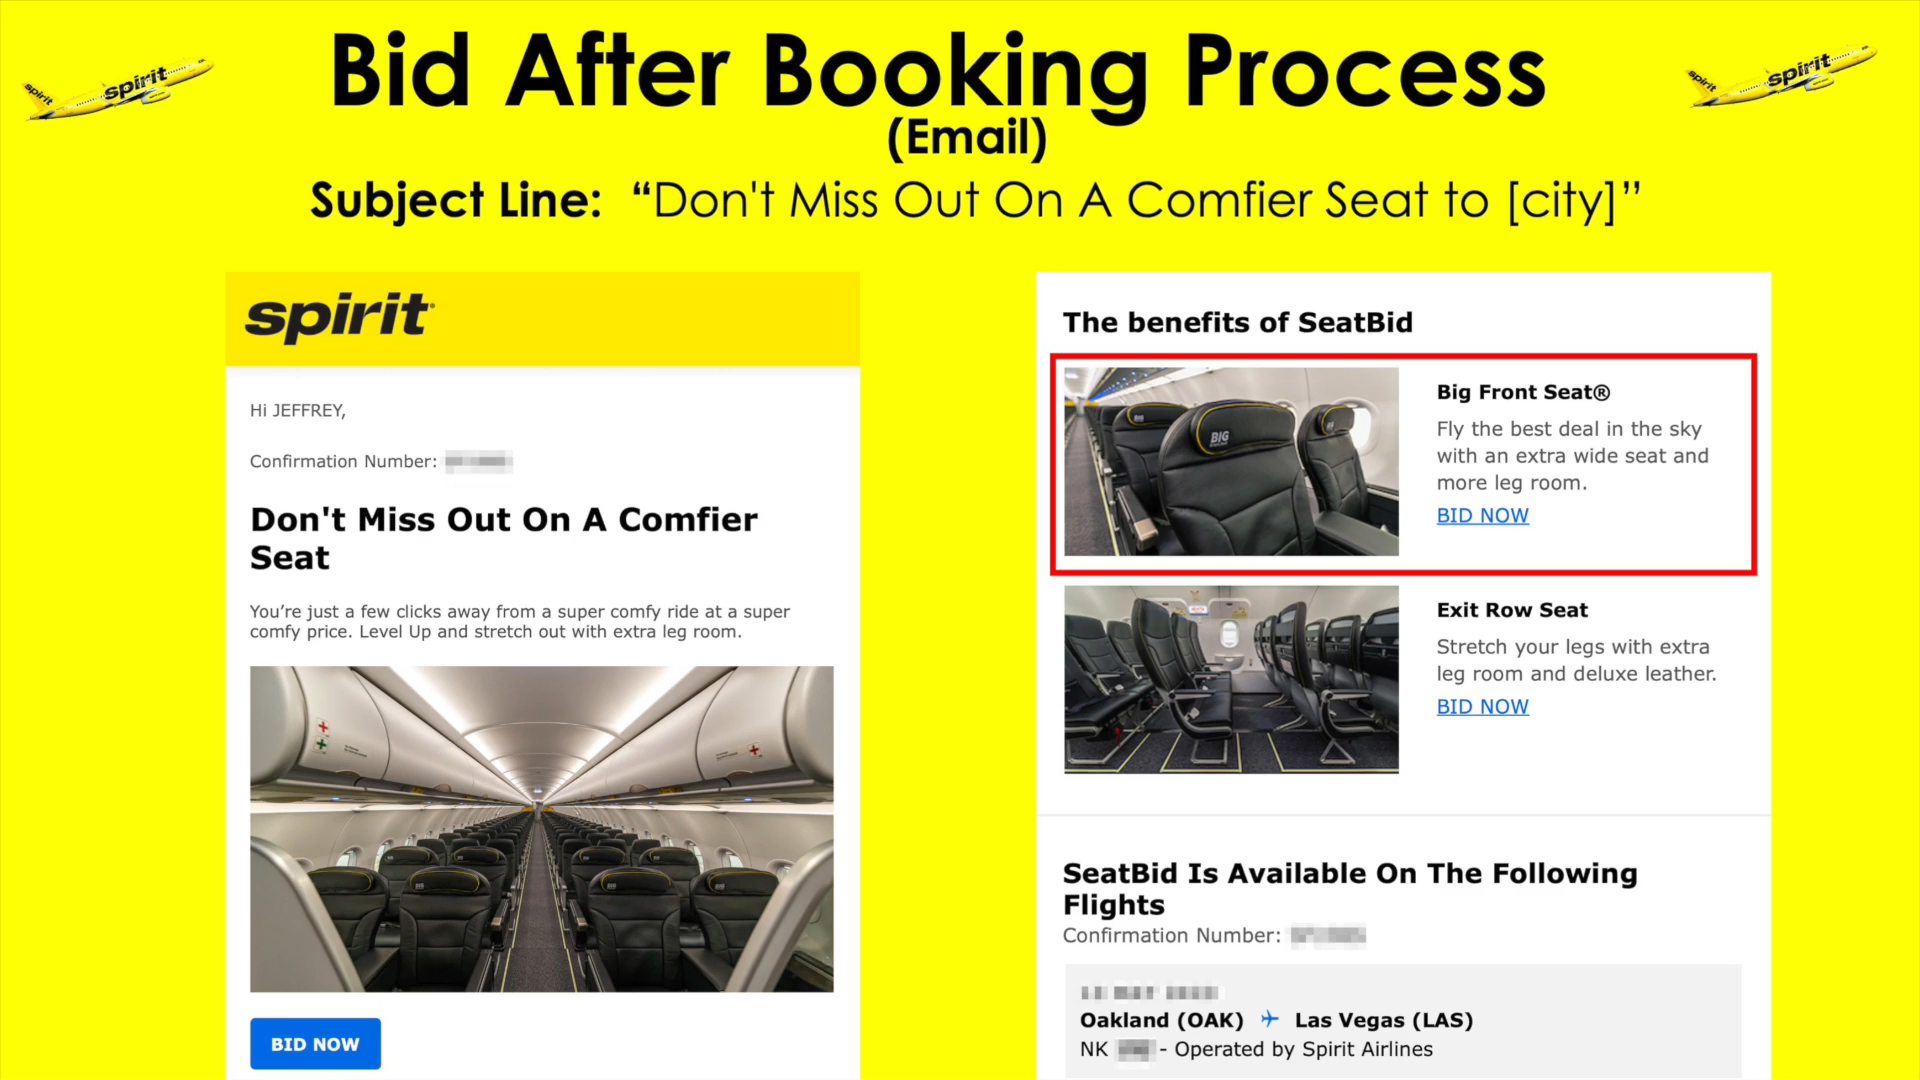 Bid After Booking Process
(Email)
Subject Line: “Don't Miss Out On A Comfier Seat to [city]”
spirit
spirit
spirit
spirit
spirit
Hi JEFFREY,
Confirmation Number:
Don't Miss Out On A Comfier
Seat
You’re just a few clicks away from a super comfy ride at a super
comfy price. Level Up and stretch out with extra leg room.
BIG
BIG
BID NOW
The benefits of SeatBid
BIG
Big Front Seat®
Fly the best deal in the sky
with an extra wide seat and
more leg room.
BID NOW
Exit Row Seat
Stretch your legs with extra
leg room and deluxe leather.
BID NOW
SeatBid Is Available On The Following
Flights
Confirmation Number:
Oakland (OAK) Las Vegas (LAS)
NK - Operated by Spirit Airlines